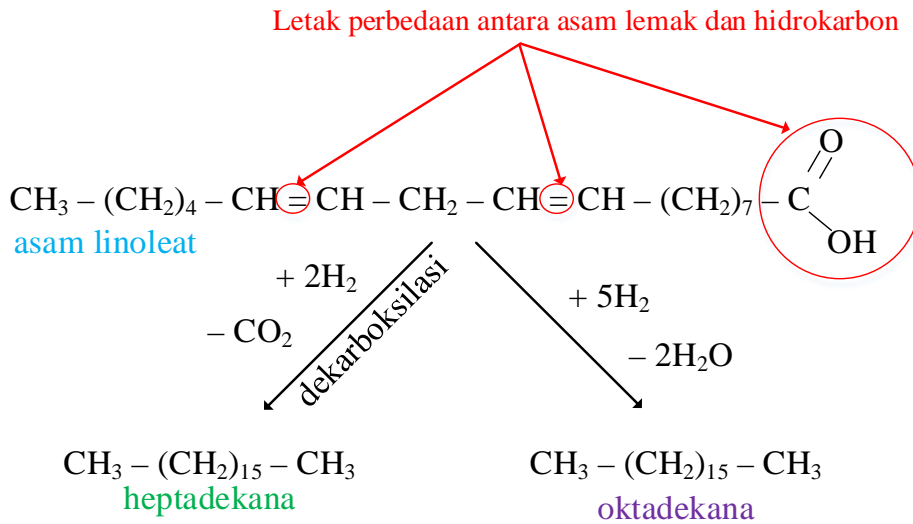 Letak perbedaan antara asam lemak dan hidrokarbon
O
CH₃ – (CH₂)₄ – CH = CH – CH₂ – CH = CH – (CH₂)₇ – C
OH
asam linoleat
+ 2H₂
– CO₂
dekarboksilasi
+ 5H₂
– 2H₂O
CH₃ – (CH₂)₁₅ – CH₃
heptadekana
CH₃ – (CH₂)₁₅ – CH₃
oktadekana